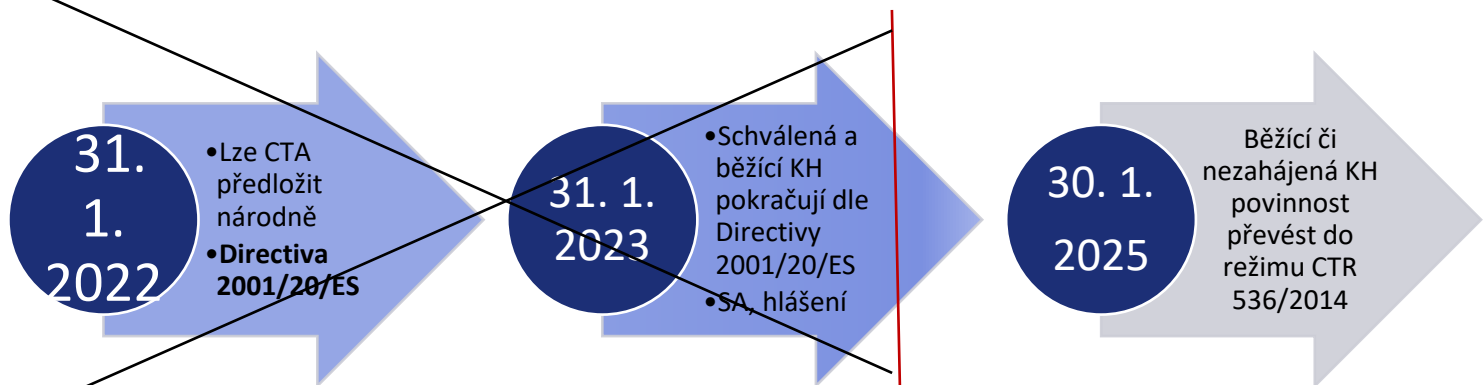 31.
1.
2022
•Lze CTA
předložit
národně
•Directiva
2001/20/ES
31. 1.
2023
•Schválená a
běžící KH
pokračují dle
Directivy
2001/20/ES
•SA, hlášení
30. 1.
2025
Běžící či
nezahájená KH
povinnost
převést do
režimu CTR
536/2014